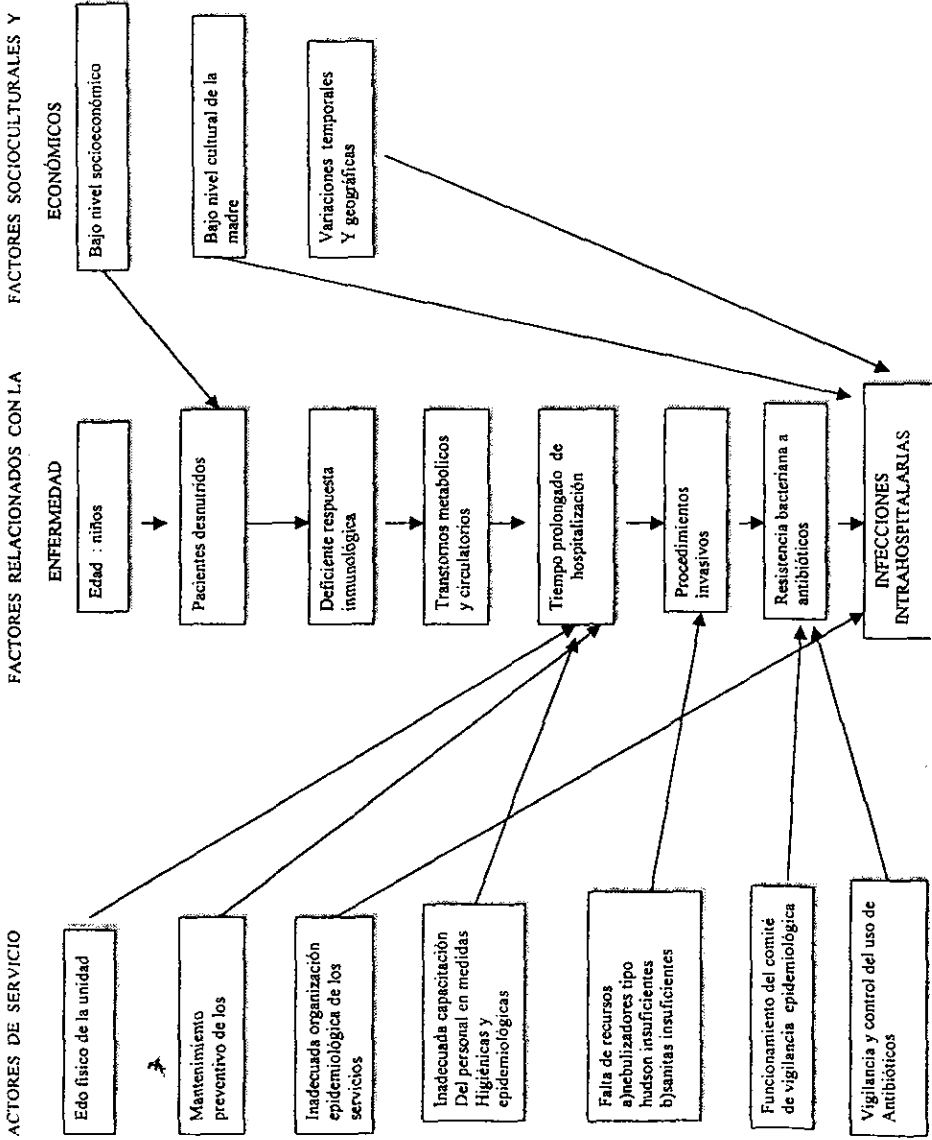 ACTORES DE SERVICIO
Edo fisico de la unidad
Mantenimiento
preventivo de los
Inadecuada organización
epidemiológica de los
servicios
Inadecuada capacitación
Del personal en medidas
Higiénicas y
epidemiológicas
Falta de recursos
a)nebulizadores tipo
hudson insuficientes
b)sanitas insuficientes
Funcionamiento del comité
de vigilancia epidemiológica
Vigilancia y control del uso de
Antibióticos
FACTORES RELACIONADOS CON LA
ENFERMEDAD
Edad : niños
Pacientes desnutridos
Deficiente respuesta
inmunológica
Transtornos metabolicos
y circulatorios
Tiempo prolongado de
hospitalización
Procedimientos
invasivos
Resistencia bacteriana a
antibióticos
INFECCIONES
INTRAHOSPITALARIAS
FACTORES SOCIOCULTURALES Y
ECONÓMICOS
Bajo nivel socioeconómico
Bajo nivel cultural de la
madre
Variaciones temporales
Y geográficas